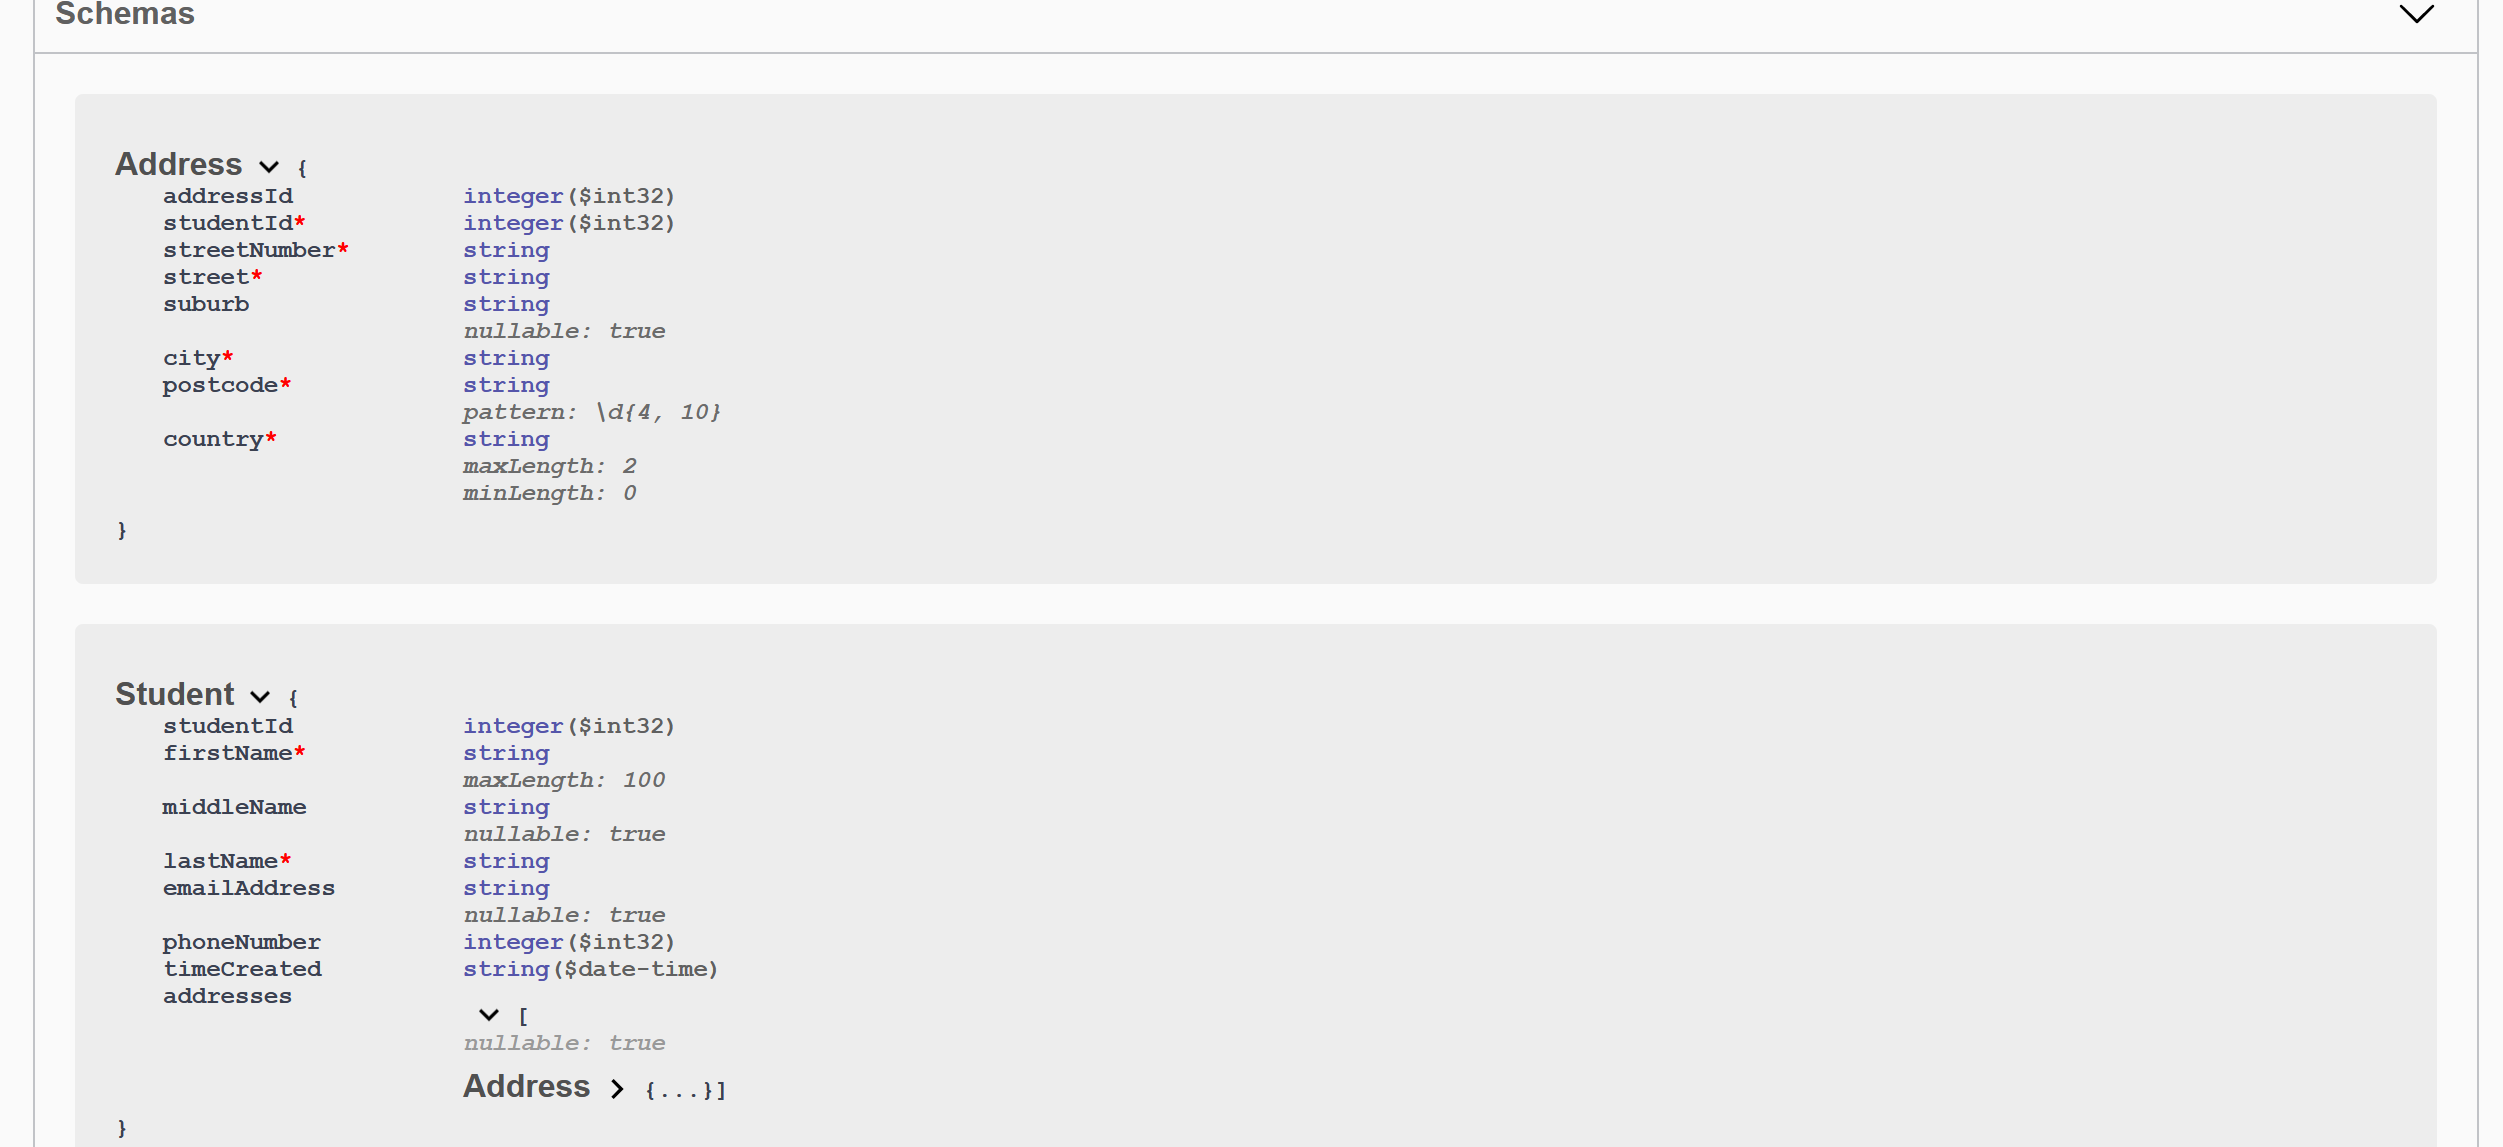 Schemas
Address {
addressId integer($int32)
studentId* integer($int32)
streetNumber* string
street* string
suburb string
nullable: true
city* string
postcode* string
pattern: \d{4, 10}
country* string
maxLength: 2
minLength: 0
}
Student {
studentId integer($int32)
firstName* string
maxLength: 100
middleName string
nullable: true
lastName* string
emailAddress string
nullable: true
phoneNumber integer($int32)
timeCreated string($date-time)
addresses
[
nullable: true
Address {...}]
}